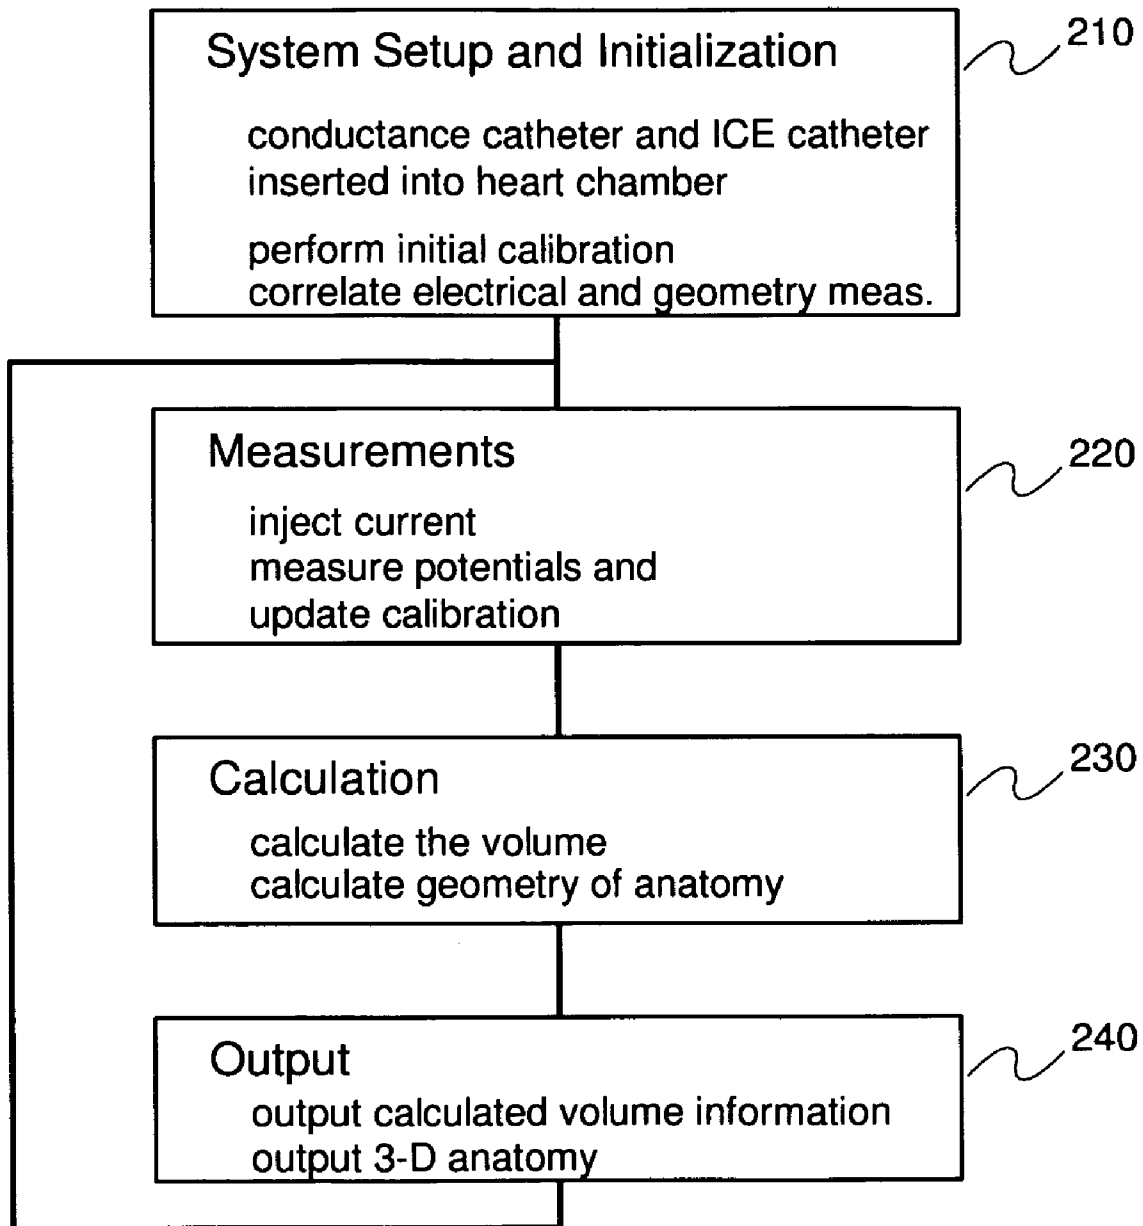 System Setup and Initialization
210
conductance catheter and ICE catheter
inserted into heart chamber
perform initial calibration
correlate electrical and geometry meas.
Measurements
220
inject current
measure potentials and
update calibration
Calculation
230
calculate the volume
calculate geometry of anatomy
Output
240
output calculated volume information
output 3-D anatomy